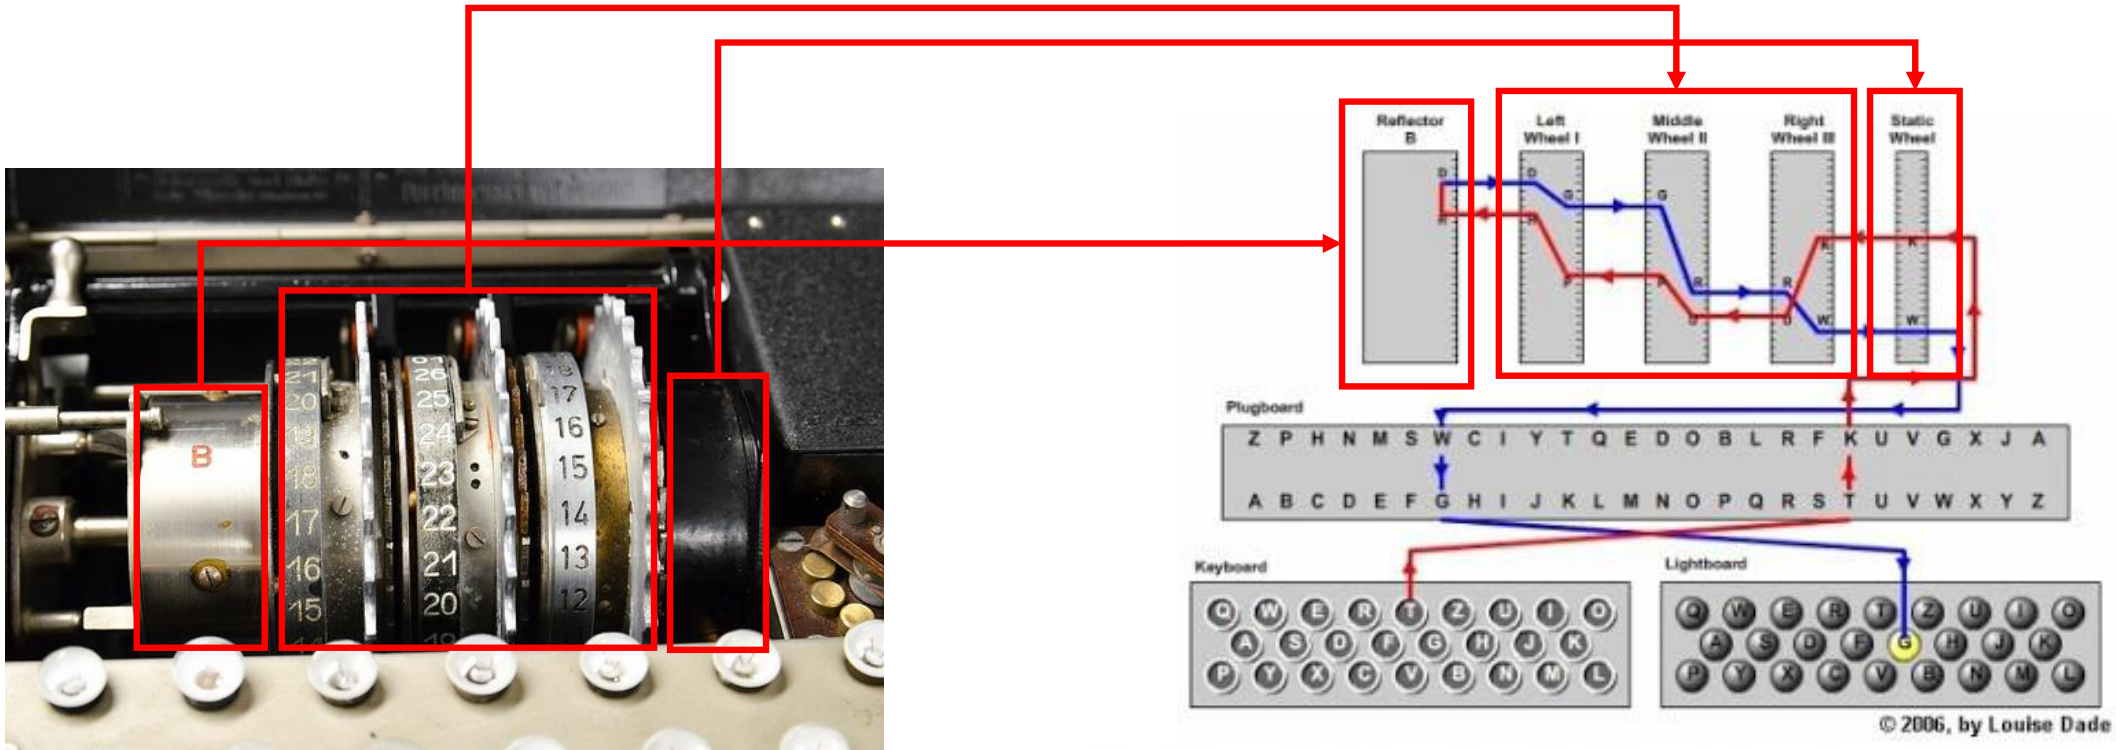 B
21
20
18
17
16
15
26
25
24
23
22
21
20
17
16
15
14
13
12
Reflector
B
Left
Wheel I
Middle
Wheel II
Right
Wheel III
Static
Wheel
D D G G R R W W
H H P P U U K K
Plugboard
Z P H N M S W C I Y T Q E D O B L R F K U V G X J A
A B C D E F G H I J K L M N O P Q R S T U V W X Y Z
Keyboard
Q W E R T Z U I O
A S D F G H J K
P Y X C V B N M L
Lightboard
Q W E R T Z U I O
A S D F G H J K
P Y X C V B N M L
© 2006, by Louise Dade